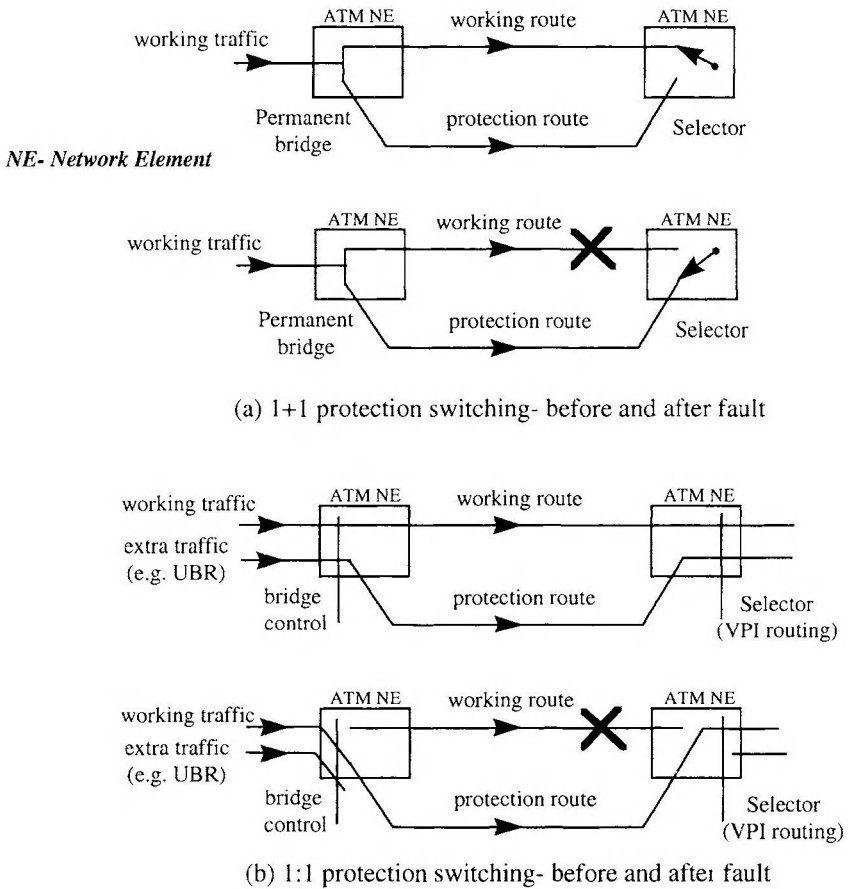 ATM NE
working route
ATM NE
working traffic
Permanent
bridge
protection route
Selector
NE- Network Element
ATM NE
working route
ATM NE
working traffic
Permanent
bridge
protection route
Selector
(a) 1+1 protection switching- before and after fault
working traffic
ATM NE
working route
ATM NE
extra traffic
(e.g. UBR)
bridge
control
protection route
Selector
(VPI routing)
ATM NE
working route
ATM NE
working traffic
extra traffic
(e.g. UBR)
bridge
control
protection route
Selector
(VPI routing)
(b) 1:1 protection switching- before and after fault